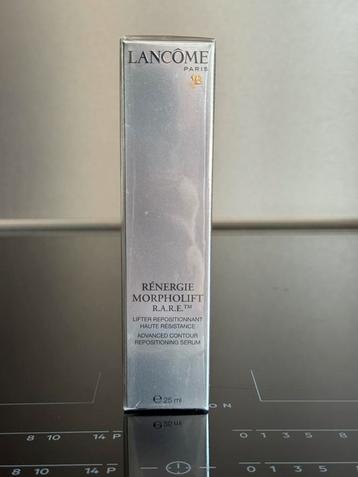 LANCÔME
PARIS
RÉNERGIE
MORPHOLIFT
R.A.R.E.™
LIFTER REPOSITIONNANT
HAUTE RÉSISTANCE
ADVANCED CONTOUR
REPOSITIONING SERUM
℮ 25 ml
ON
8 10 14 P
0 1 3 5 8
8 10 14 P
0 1 3 5